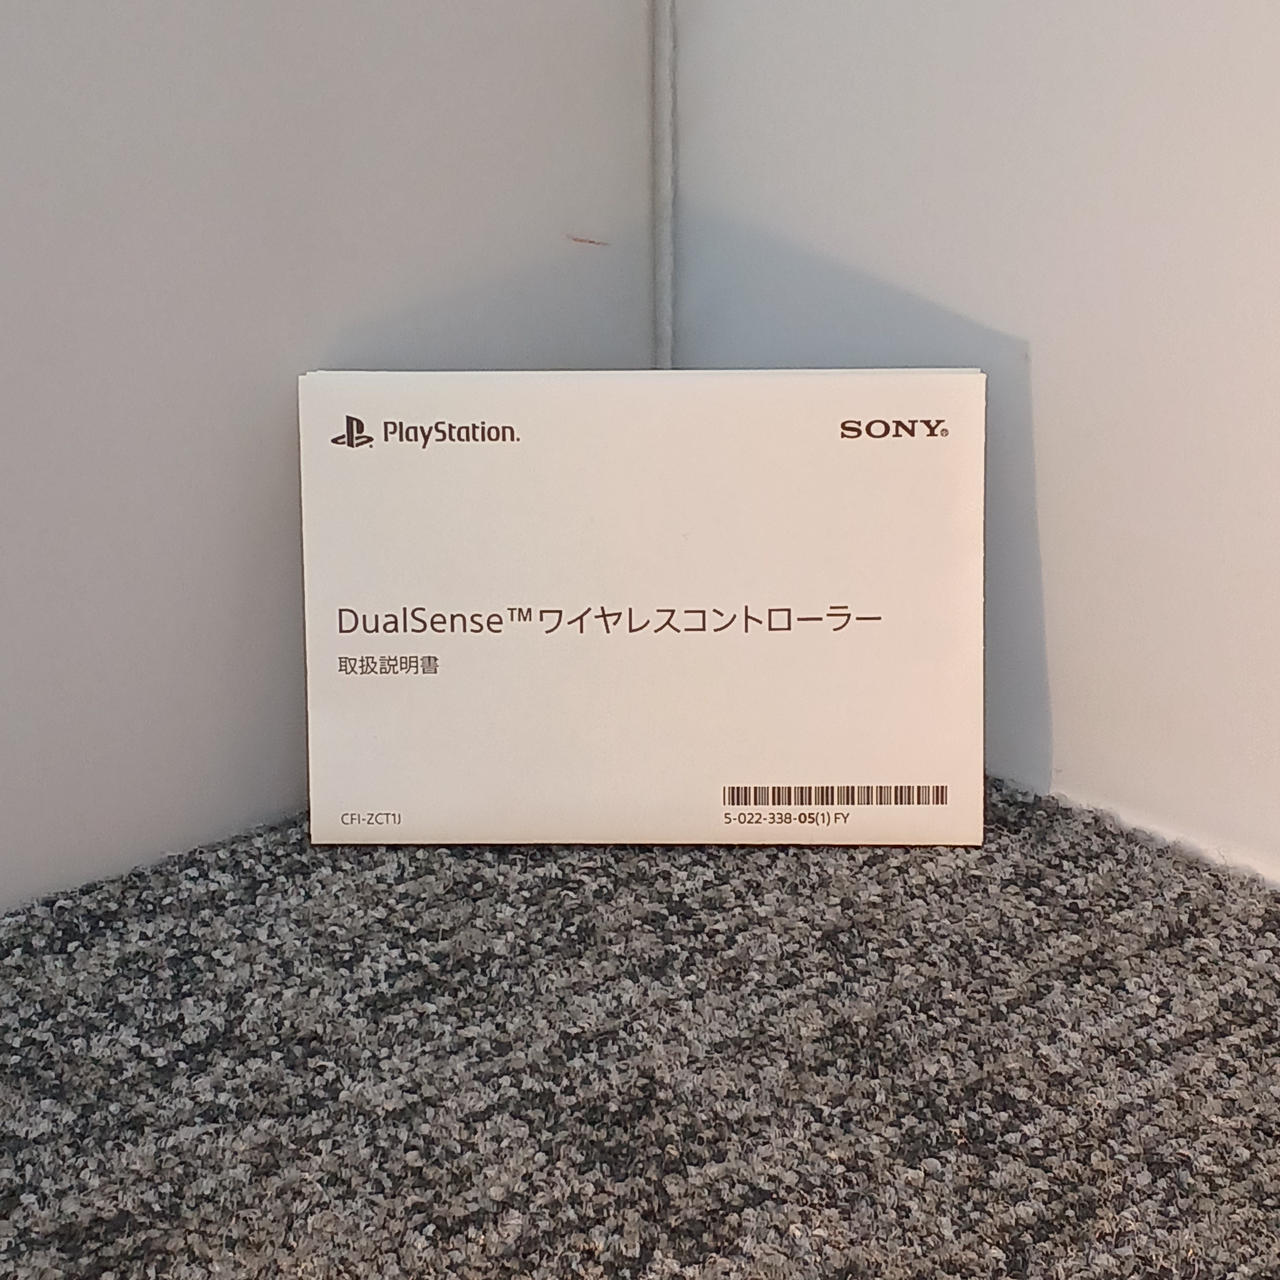 PlayStation®
SONY®
DualSense™ワイヤレスコントローラー
取扱説明書
CFI-ZCT1J
5-022-338-05(1) FY